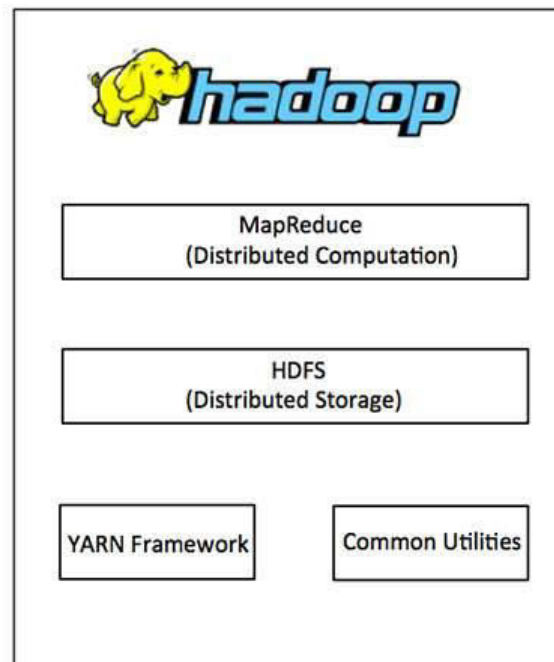 hadoop
MapReduce
(Distributed Computation)
HDFS
(Distributed Storage)
YARN Framework
Common Utilities